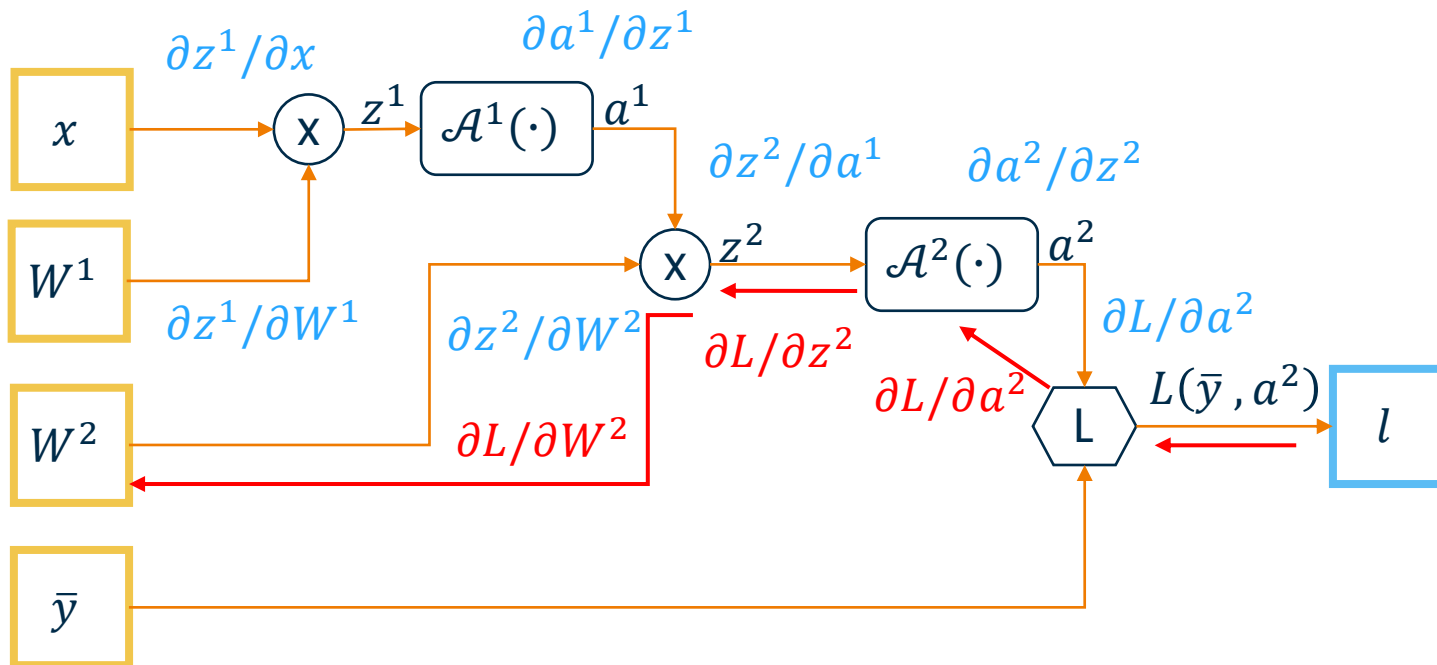 ∂a¹/∂z¹
∂z¹/∂x
x
X
z¹
𝒜¹(·)
a¹
∂z²/∂a¹
∂a²/∂z²
W¹
X
z²
𝒜²(·)
a²
∂z¹/∂W¹
∂z²/∂W²
∂L/∂z²
∂L/∂a²
∂L/∂a²
L(ȳ , a²)
W²
∂L/∂W²
L
l
ȳ